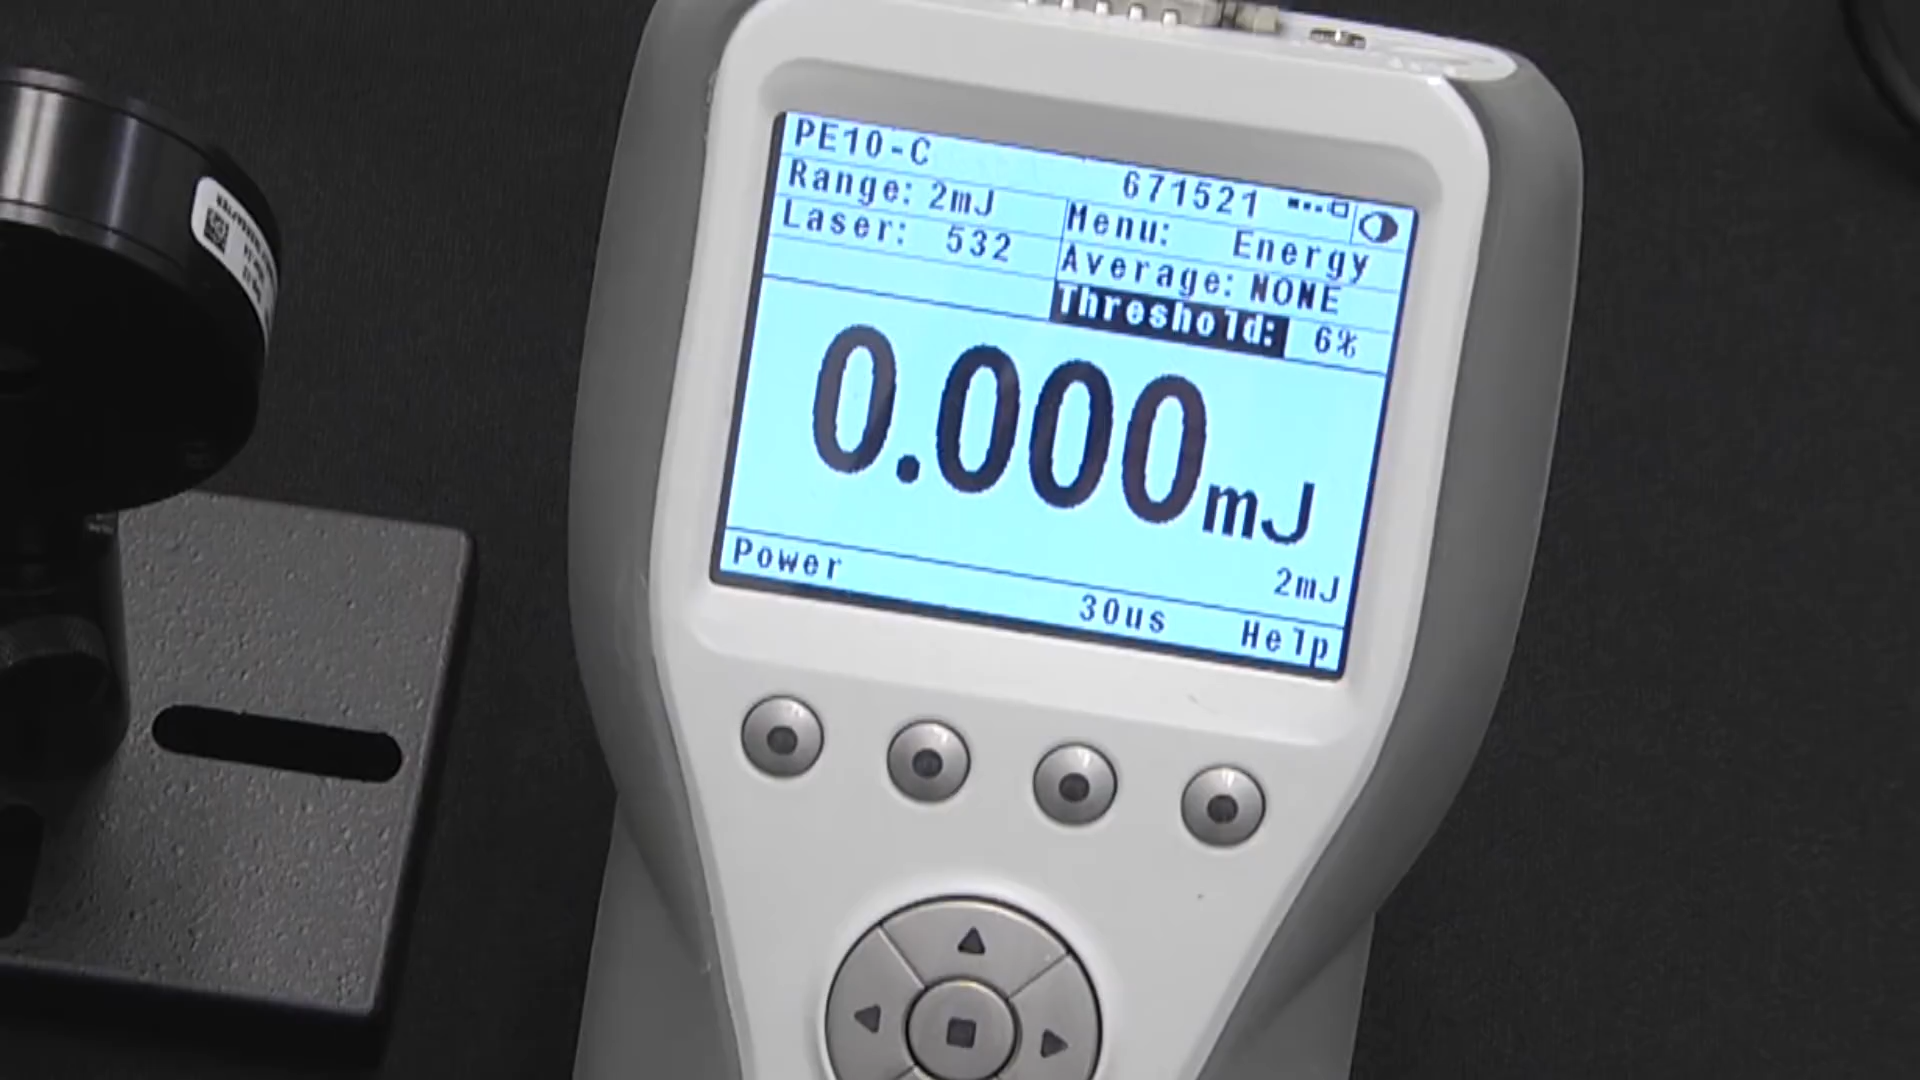 PE10-C 671521
Range: 2mJ Menu: Energy
Laser: 532 Average: NONE
Threshold: 6%
0.000mJ
2mJ
Power 30us Help